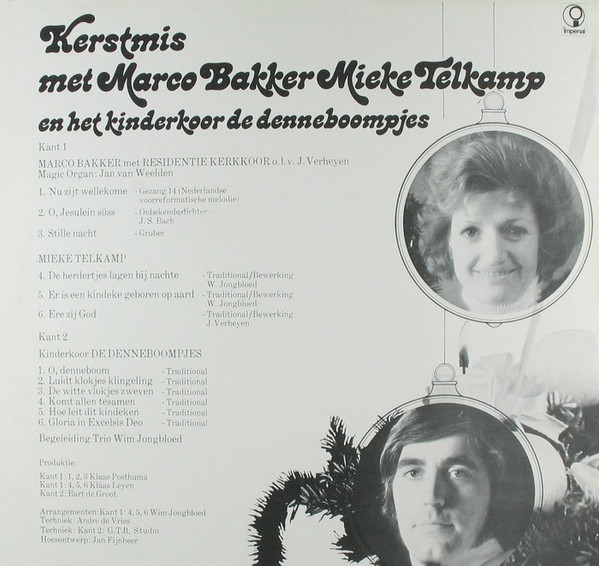 Imperial
Kerstmis
met Marco Bakker Mieke Telkamp
en het kinderkoor de denneboompjes
Kant 1
MARCO BAKKER met RESIDENTIE KERKKOOR o.l.v. J. Verheyen
Magic Organ: Jan van Weelden
1. Nu zijt wellekome - Gezang 14 (Nederlandse
voorreformatische melodie)
2. O, Jesulein süss - Onbekende dichter -
J. S. Bach
3. Stille nacht - Gruber
MIEKE TELKAMP
4. De herdertjes lagen bij nachte - Traditional/Bewerking
W. Jongbloed
5. Er is een kindeke geboren op aard - Traditional/Bewerking
W. Jongbloed
6. Ere zij God - Traditional/Bewerking
J. Verheyen
Kant 2
Kinderkoor DE DENNEBOOMPJES
1. O, denneboom - Traditional
2. Luidt klokjes klingeling - Traditional
3. De witte vlokjes zweven - Traditional
4. Komt allen tesamen - Traditional
5. Hoe leit dit kindeken - Traditional
6. Gloria in Excelsis Deo - Traditional
Begeleiding Trio Wim Jongbloed
Produktie:
Kant 1: 1, 2, 3 Klaas Posthuma
Kant 1: 4, 5, 6 Klaas Leyen
Kant 2: Bart de Groot
Arrangementen: Kant 1: 4, 5, 6 Wim Jongbloed
Techniek: André de Vries
Techniek: Kant 2: G.T.B. Studio
Hoesontwerp: Jan Fijnheer